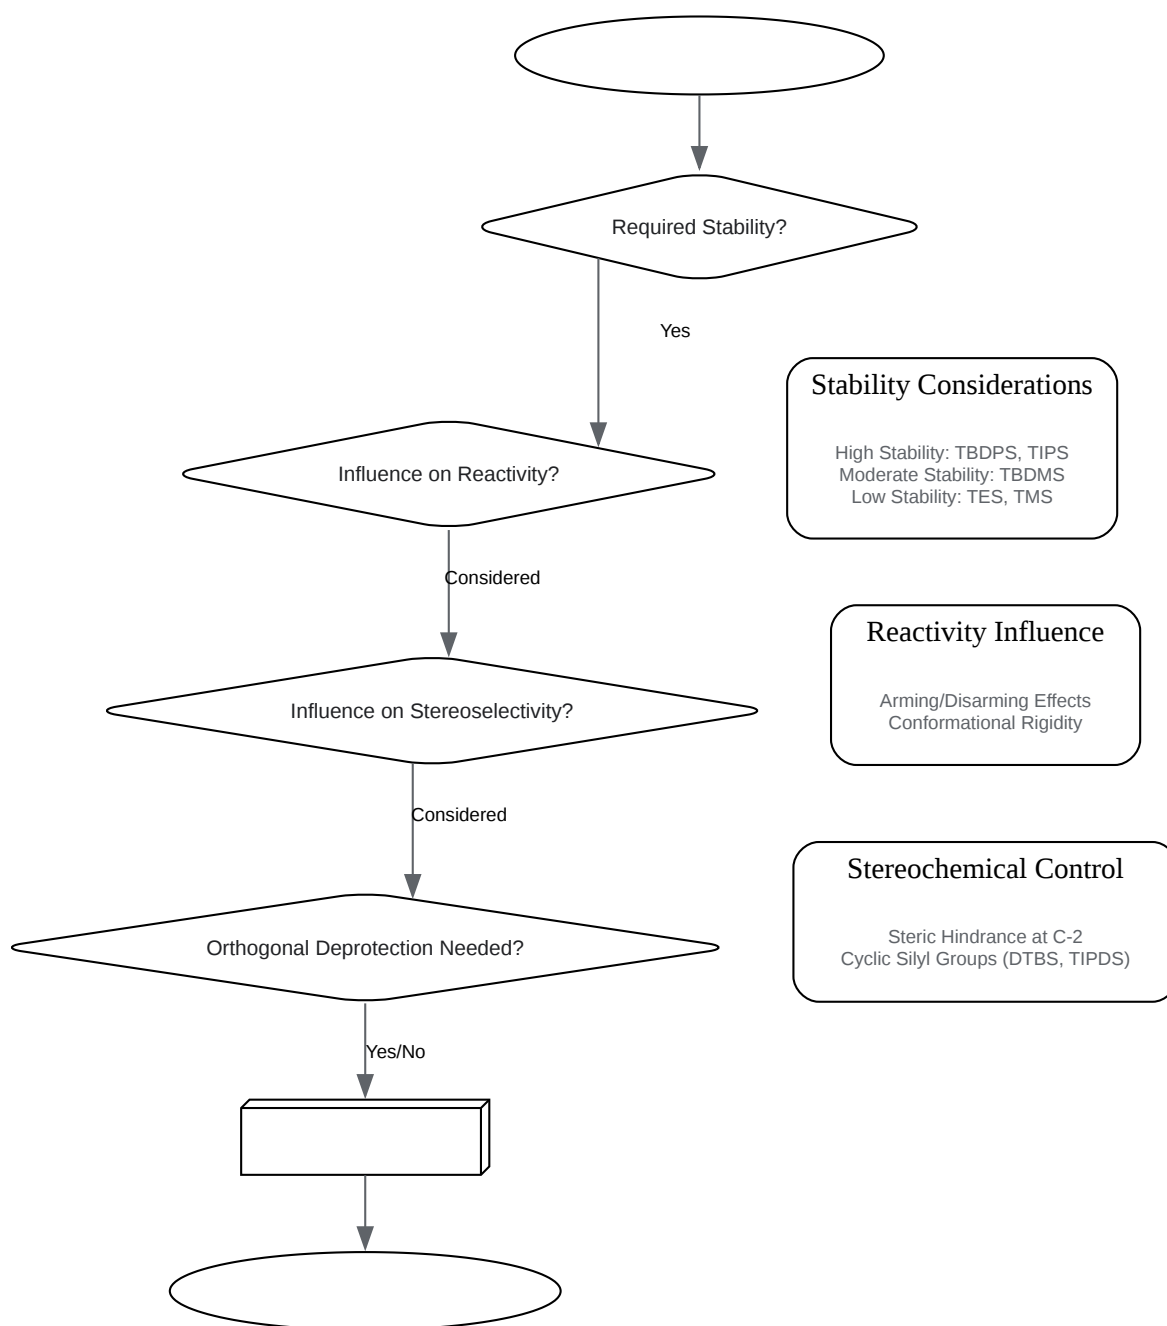 Required Stability?
Yes
Stability Considerations
High Stability: TBDPS, TIPS
Moderate Stability: TBDMS
Low Stability: TES, TMS
Influence on Reactivity?
Considered
Reactivity Influence
Arming/Disarming Effects
Conformational Rigidity
Influence on Stereoselectivity?
Considered
Stereochemical Control
Steric Hindrance at C-2
Cyclic Silyl Groups (DTBS, TIPDS)
Orthogonal Deprotection Needed?
Yes/No